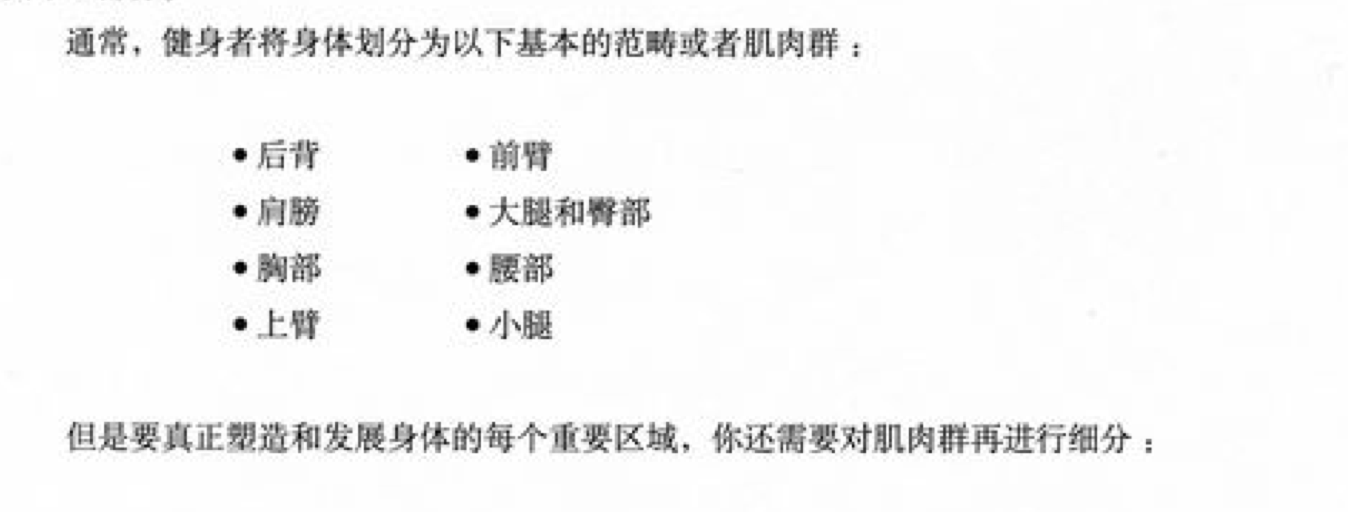 通常，健身者将身体划分为以下基本的范畴或者肌肉群：
• 后背 • 前臂
• 肩膀 • 大腿和臀部
• 胸部 • 腰部
• 上臂 • 小腿
但是要真正塑造和发展身体的每个重要区域，你还需要对肌肉群再进行细分：